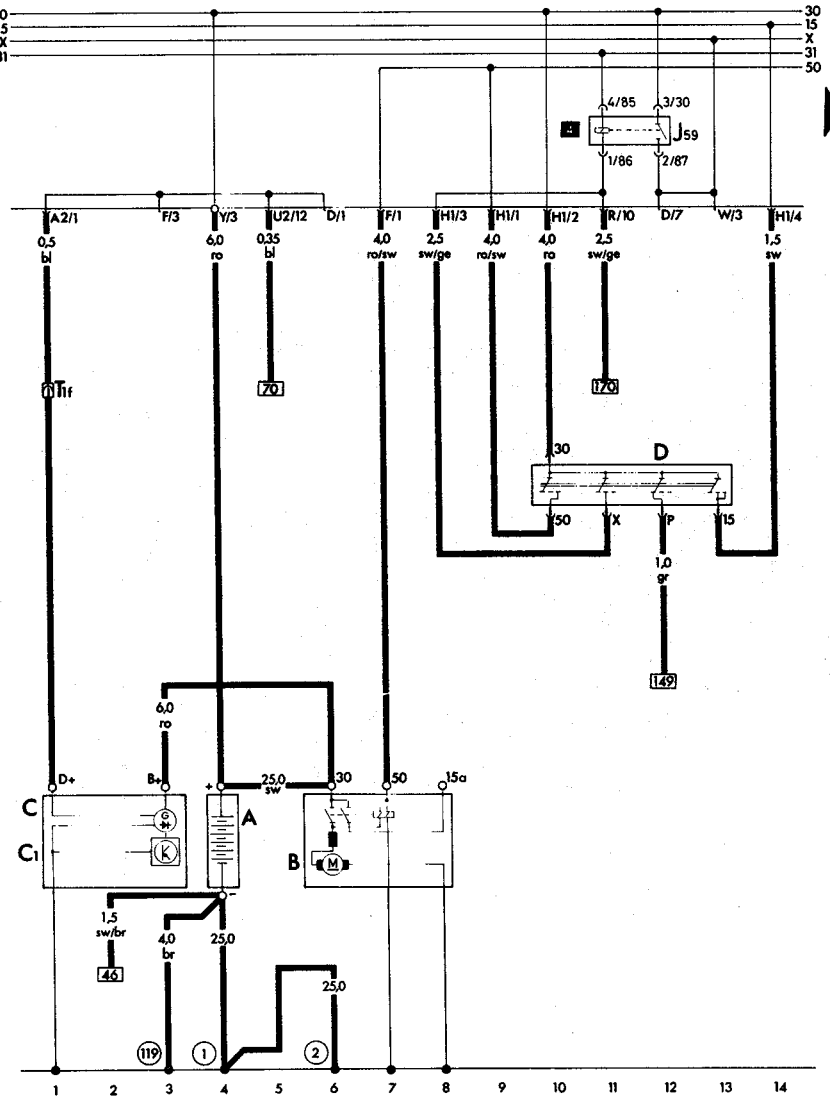 30
15
X
31
50
4/85 3/30
J59
1/86 2/87
A2/1 F/3 Y/3 U2/12 D/1 F/1 H1/3 H1/1 H1/2 R/10 D/7 W/3 H1/4
0,5 6,0 0,35 4,0 2,5 4,0 4,0 2,5 1,5
bl ro bl ro/sw sw/ge ro/sw ro sw/ge sw
T1f 70 170
30 D
50 X P 15
1,0
gr
149
6,0
ro
D+ B+ + 25,0 30 50 15a
sw
C G A
C1 B M
-
1,5 4,0 25,0
sw/br br
46 25,0
119 1 2
1 2 3 4 5 6 7 8 9 10 11 12 13 14